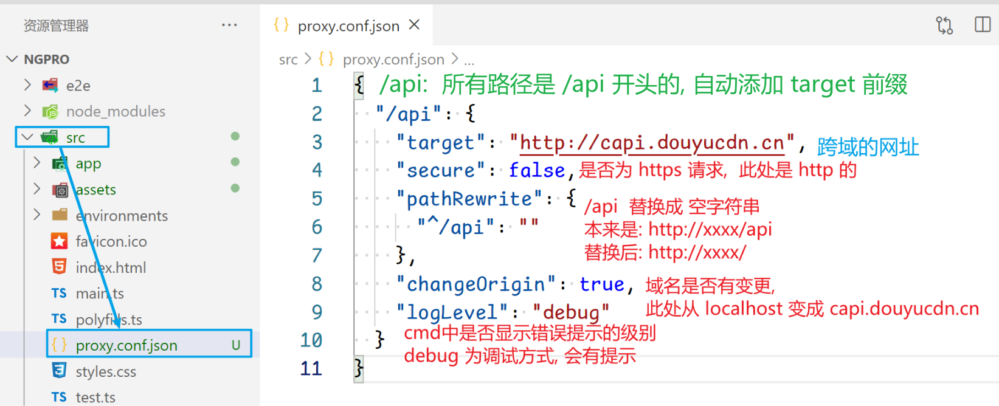 资源管理器
proxy.conf.json
NGPRO
src > proxy.conf.json > ...
e2e
node_modules
src
app
assets
environments
favicon.ico
index.html
TS main.ts
TS polyfills.ts
proxy.conf.json U
styles.css
TS test.ts
1 { /api: 所有路径是 /api 开头的, 自动添加 target 前缀
2 "/api": {
3 "target": "http://capi.douyucdn.cn", 跨域的网址
4 "secure": false, 是否为 https 请求, 此处是 http 的
5 "pathRewrite": {
/api 替换成 空字符串
6 "^/api": ""
本来是: http://xxxx/api
7 },
替换后: http://xxxx/
8 "changeOrigin": true, 域名是否有变更,
此处从 localhost 变成 capi.douyucdn.cn
9 "logLevel": "debug"
10 }
cmd中是否显示错误提示的级别
debug 为调试方式, 会有提示
11 }